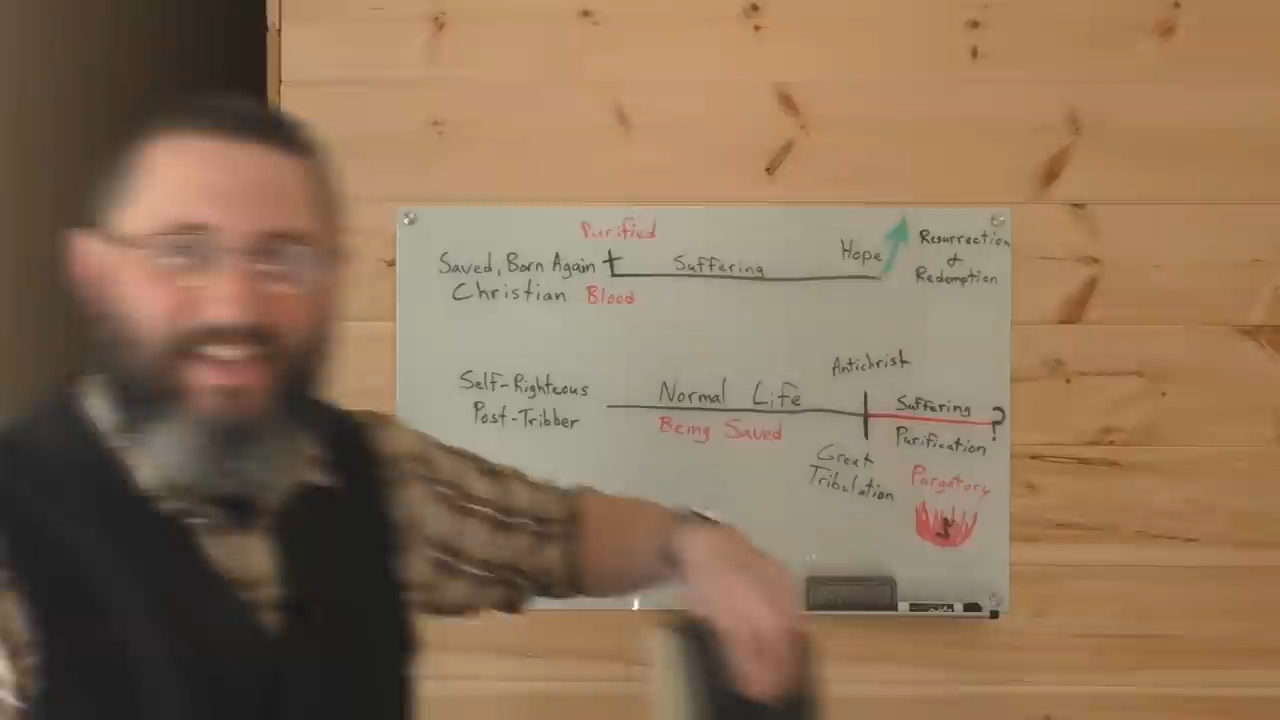 Purified
Saved, Born Again
Suffering
Hope
Resurrection
&
Redemption
Christian Blood
Antichrist
Self-Righteous
Post-Tribber
Normal Life
Being Saved
Suffering
?
Purification
Great
Tribulation
Purgatory